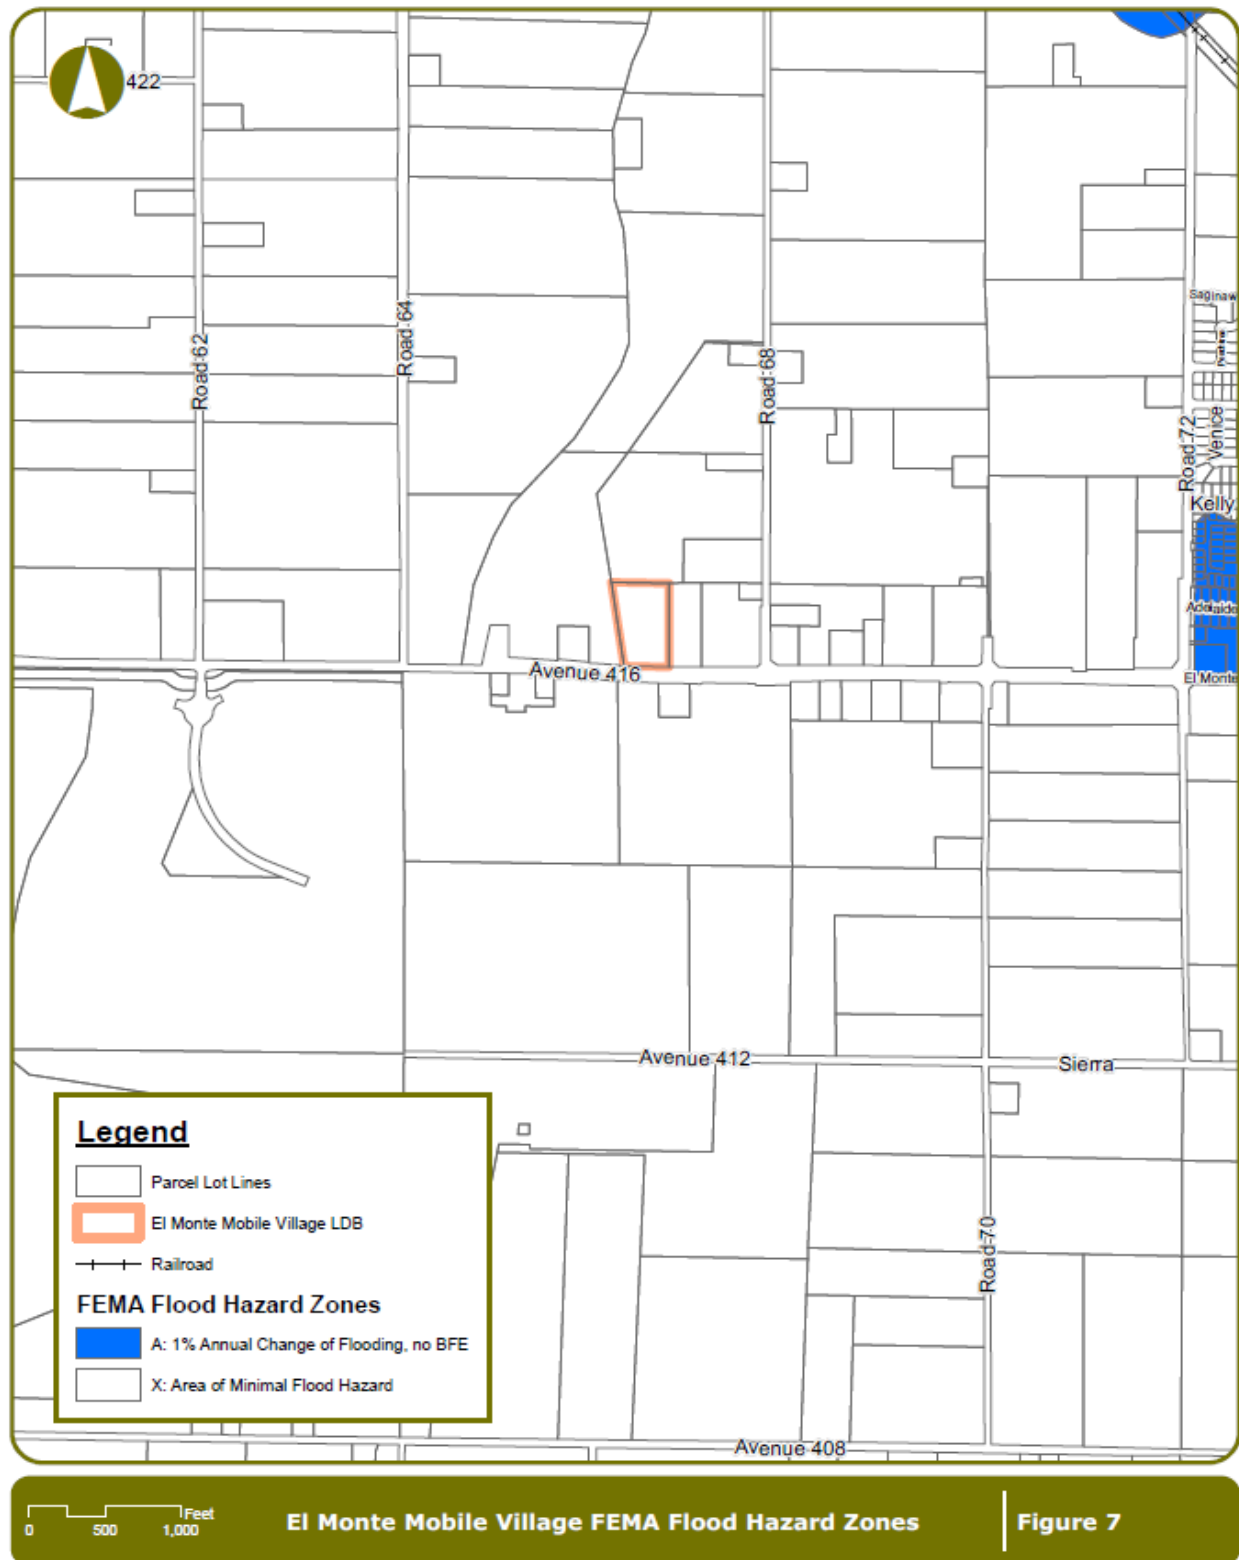 422
Saginaw
Road 64
Road 62
Road 68
Road 72
Venice
Kelly
Adelaide
Avenue 416
El Monte
Avenue 412
Sierra
Road 70
Legend
Parcel Lot Lines
El Monte Mobile Village LDB
Railroad
FEMA Flood Hazard Zones
A: 1% Annual Change of Flooding, no BFE
X: Area of Minimal Flood Hazard
Avenue 408
Feet
0 500 1,000
El Monte Mobile Village FEMA Flood Hazard Zones
Figure 7